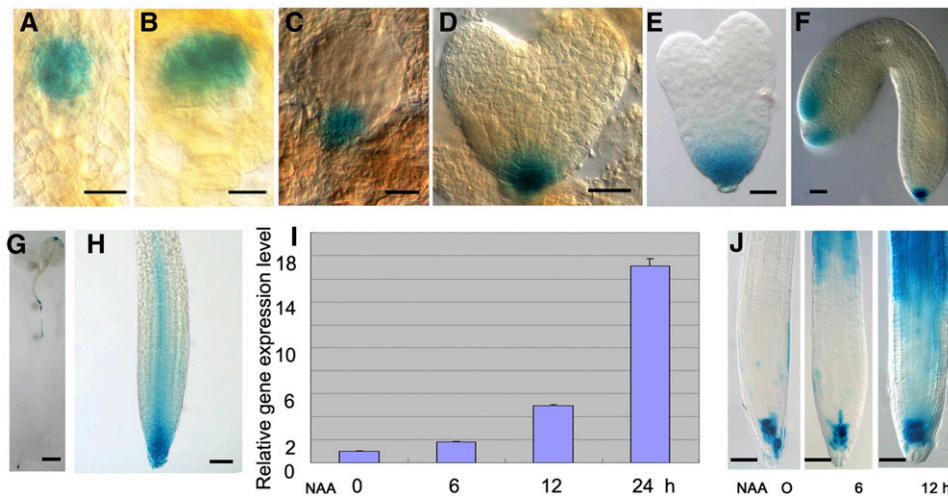 A B C D E F
G H I J
Relative gene expression level
18
14
10
6
2
0
NAA 0 6 12 24 h
NAA O 6 12 h